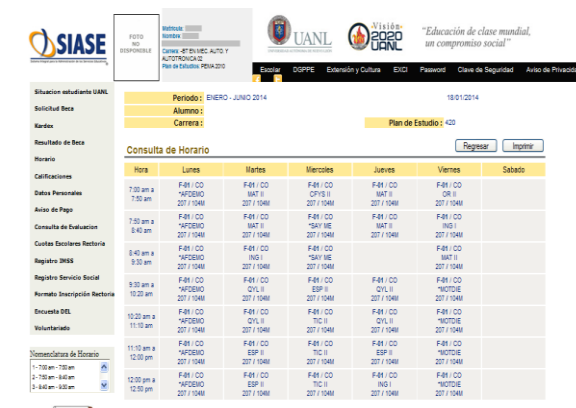 SIASE
FOTO
NO
DISPONIBLE
Matricula:
Nombre
Carrera: -BT EN MEC. AUT0. Y
AUTOTRONICA 02
Plan de Estudios: PEMA 2010
UANL
Visión
2020
UANL
"Educación de clase mundial,
un compromiso social"
Escolar DGPPE Extensión y Cultura EXCI Password Clave de Seguridad Aviso de Privacida
Situacion estudiante UANL
Solicitud Beca
Kardex
Resultado de Beca
Horario
Calificaciones
Datos Personales
Aviso de Pago
Consulta de Evaluacion
Cuotas Escolares Rectoria
Registro IMSS
Registro Servicio Social
Formato Inscripción Rectoria
Encuesta DEL
Voluntariado
Nomenclatura de Horario
1 - 7:00 am - 7:50 am
2 - 7:50 am - 8:40 am
3 - 8:40 am - 9:30 am
Periodo : ENERO - JUNIO 2014 18/01/2014
Alumno :
Carrera : Plan de Estudio : 420
Consulta de Horario
Regresar Imprimir
Hora Lunes Martes Miercoles Jueves Viernes Sabado
7:00 am a F-01 / CO F-01 / CO F-01 / CO F-01 / CO F-01 / CO
7:50 am *AFDEMO MAT II CFYS II MAT II OR II
207 / 104M 207 / 104M 207 / 104M 207 / 104M 207 / 104M
7:50 am a F-01 / CO F-01 / CO F-01 / CO F-01 / CO F-01 / CO
8:40 am *AFDEMO MAT II *SAY ME MAT II ING I
207 / 104M 207 / 104M 207 / 104M 207 / 104M 207 / 104M
8:40 am a F-01 / CO F-01 / CO F-01 / CO F-01 / CO
9:30 am *AFDEMO ING I *SAY ME MAT II
207 / 104M 207 / 104M 207 / 104M 207 / 104M
9:30 am a F-01 / CO F-01 / CO F-01 / CO F-01 / CO F-01 / CO
10:20 am *AFDEMO QYL II ESP II QYL II *MOTDIE
207 / 104M 207 / 104M 207 / 104M 207 / 104M 207 / 104M
10:20 am a F-01 / CO F-01 / CO F-01 / CO F-01 / CO F-01 / CO
11:10 am *AFDEMO QYL II TIC II QYL II *MOTDIE
207 / 104M 207 / 104M 207 / 104M 207 / 104M 207 / 104M
11:10 am a F-01 / CO F-01 / CO F-01 / CO F-01 / CO F-01 / CO
12:00 pm *AFDEMO ESP II TIC II ESP II *MOTDIE
207 / 104M 207 / 104M 207 / 104M 207 / 104M 207 / 104M
12:00 pm a F-01 / CO F-01 / CO F-01 / CO F-01 / CO F-01 / CO
12:50 pm *AFDEMO ESP II TIC II ING I *MOTDIE
207 / 104M 207 / 104M 207 / 104M 207 / 104M 207 / 104M